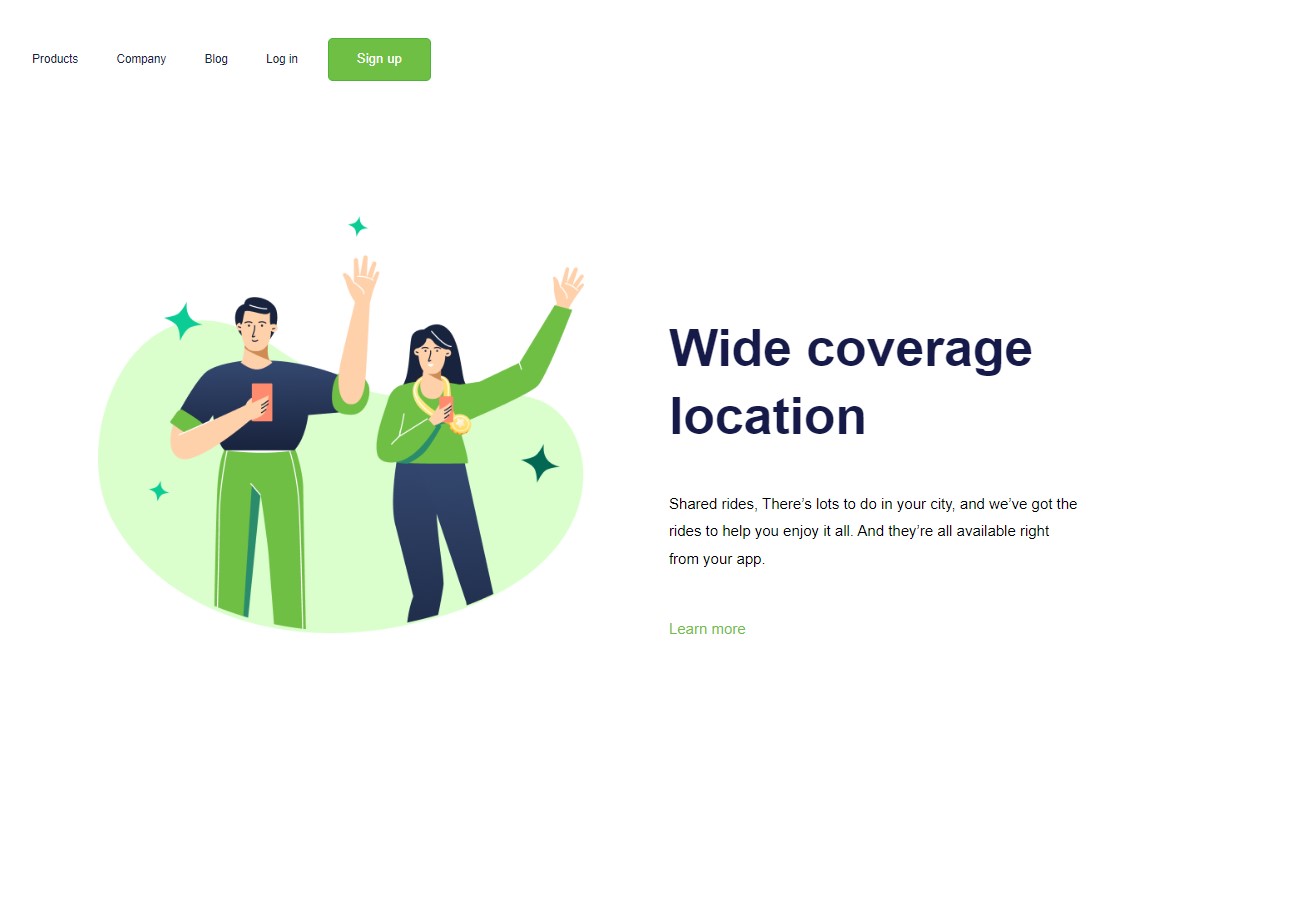 Products Company Blog Log in Sign up
Wide coverage
location
Shared rides, There’s lots to do in your city, and we’ve got the
rides to help you enjoy it all. And they’re all available right
from your app.
Learn more